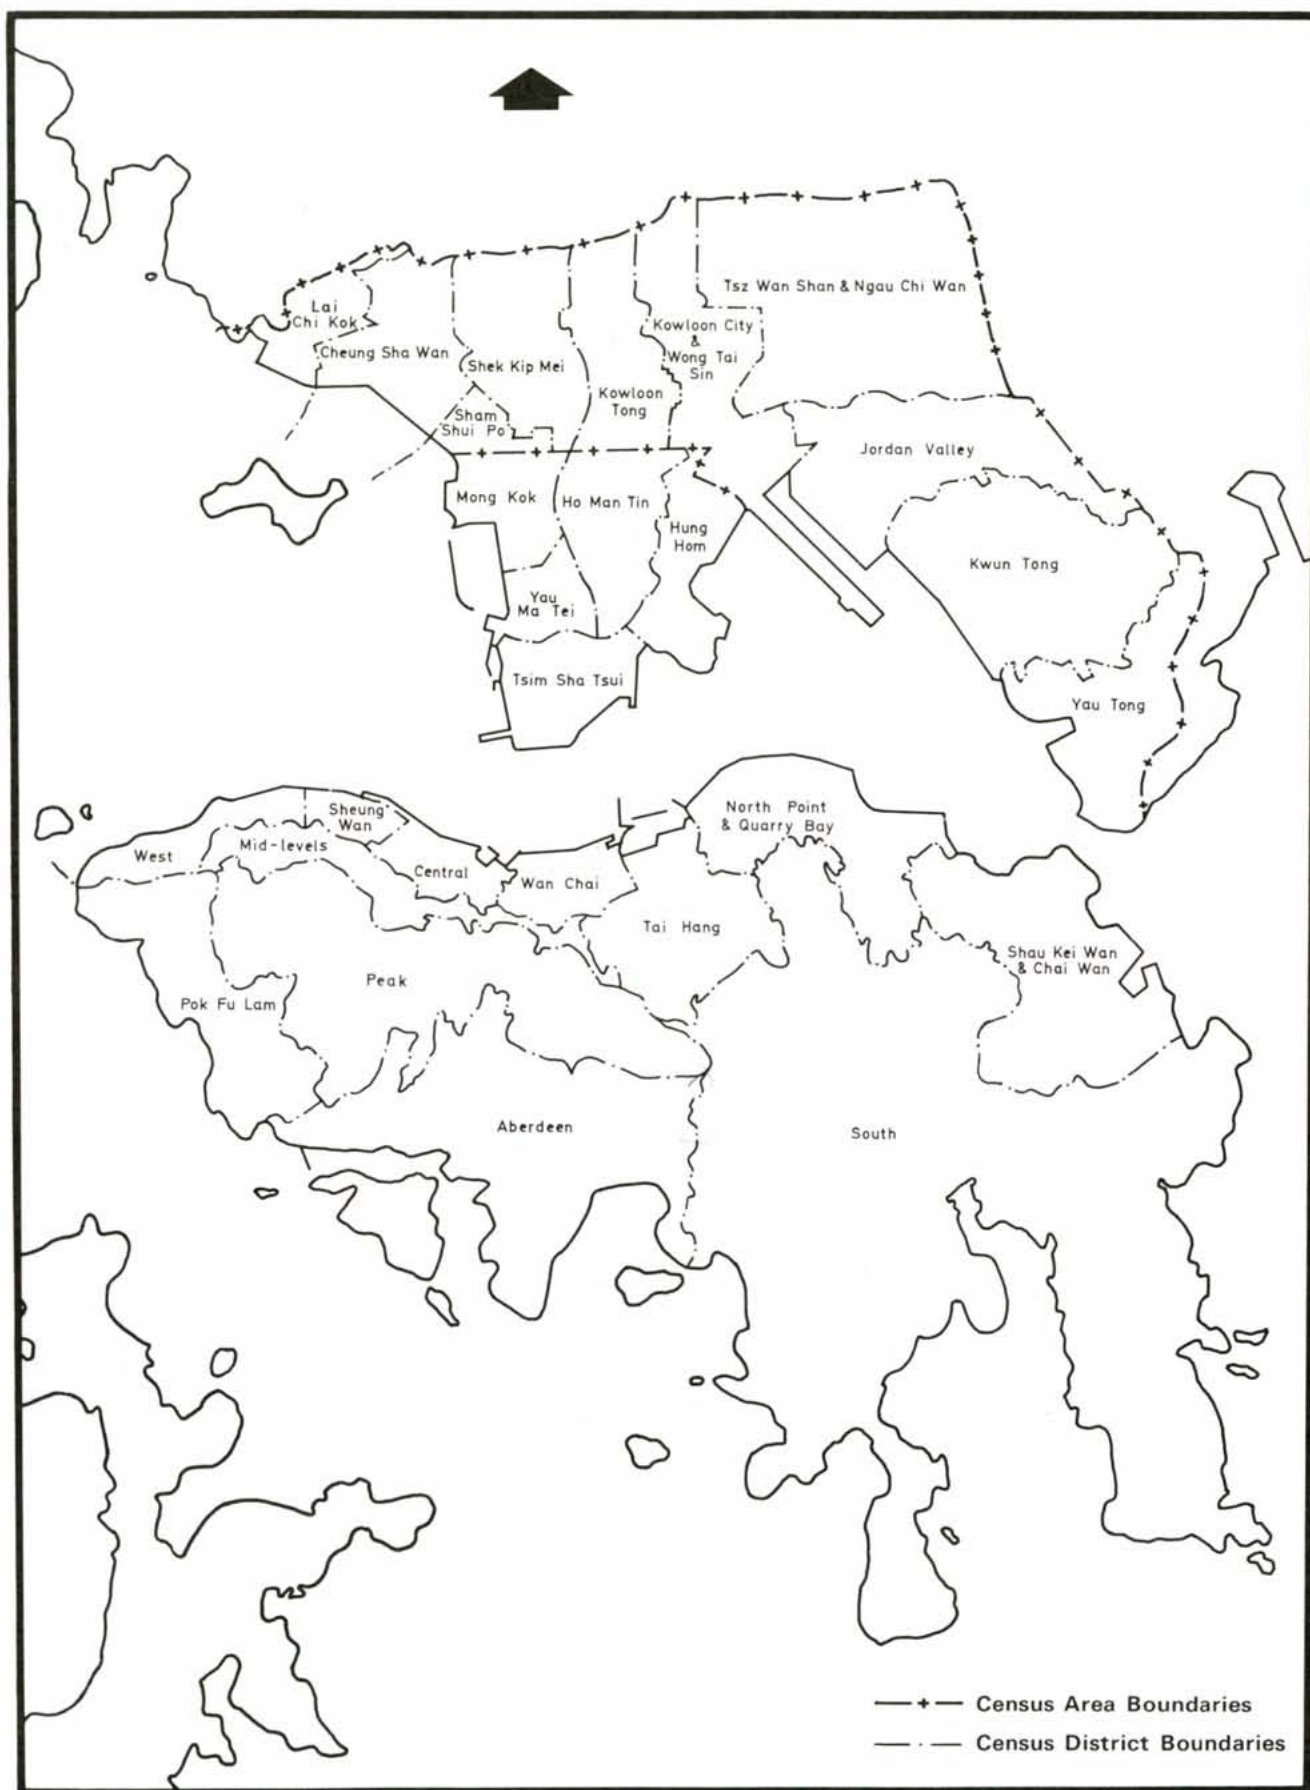 Tsz Wan Shan & Ngau Chi Wan
Lai
Chi Kok
Kowloon City
&
Wong Tai
Sin
Cheung Sha Wan
Shek Kip Mei
Kowloon
Tong
Sham
Shui Po
Jordan Valley
Mong Kok
Ho Man Tin
Hung
Hom
Kwun Tong
Yau
Ma Tei
Tsim Sha Tsui
Yau Tong
Sheung
Wan
North Point
& Quarry Bay
West
Mid-levels
Central
Wan Chai
Tai Hang
Shau Kei Wan
& Chai Wan
Peak
Pok Fu Lam
Aberdeen
South
Census Area Boundaries
Census District Boundaries